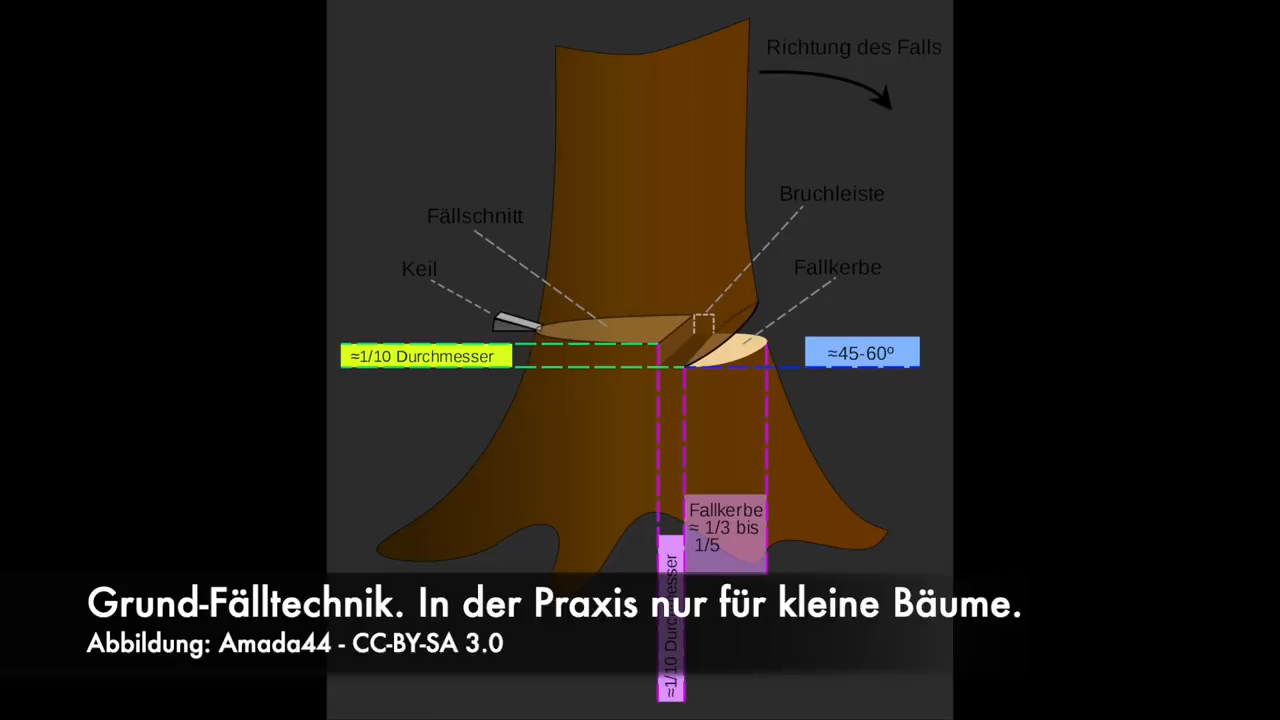 Richtung des Falls
Bruchleiste
Fällschnitt
Keil
Fallkerbe
≈1/10 Durchmesser
≈45-60º
Fallkerbe
≈ 1/3 bis
1/5
≈1/10 Durchmesser
Grund-Fälltechnik. In der Praxis nur für kleine Bäume.
Abbildung: Amada44 - CC-BY-SA 3.0